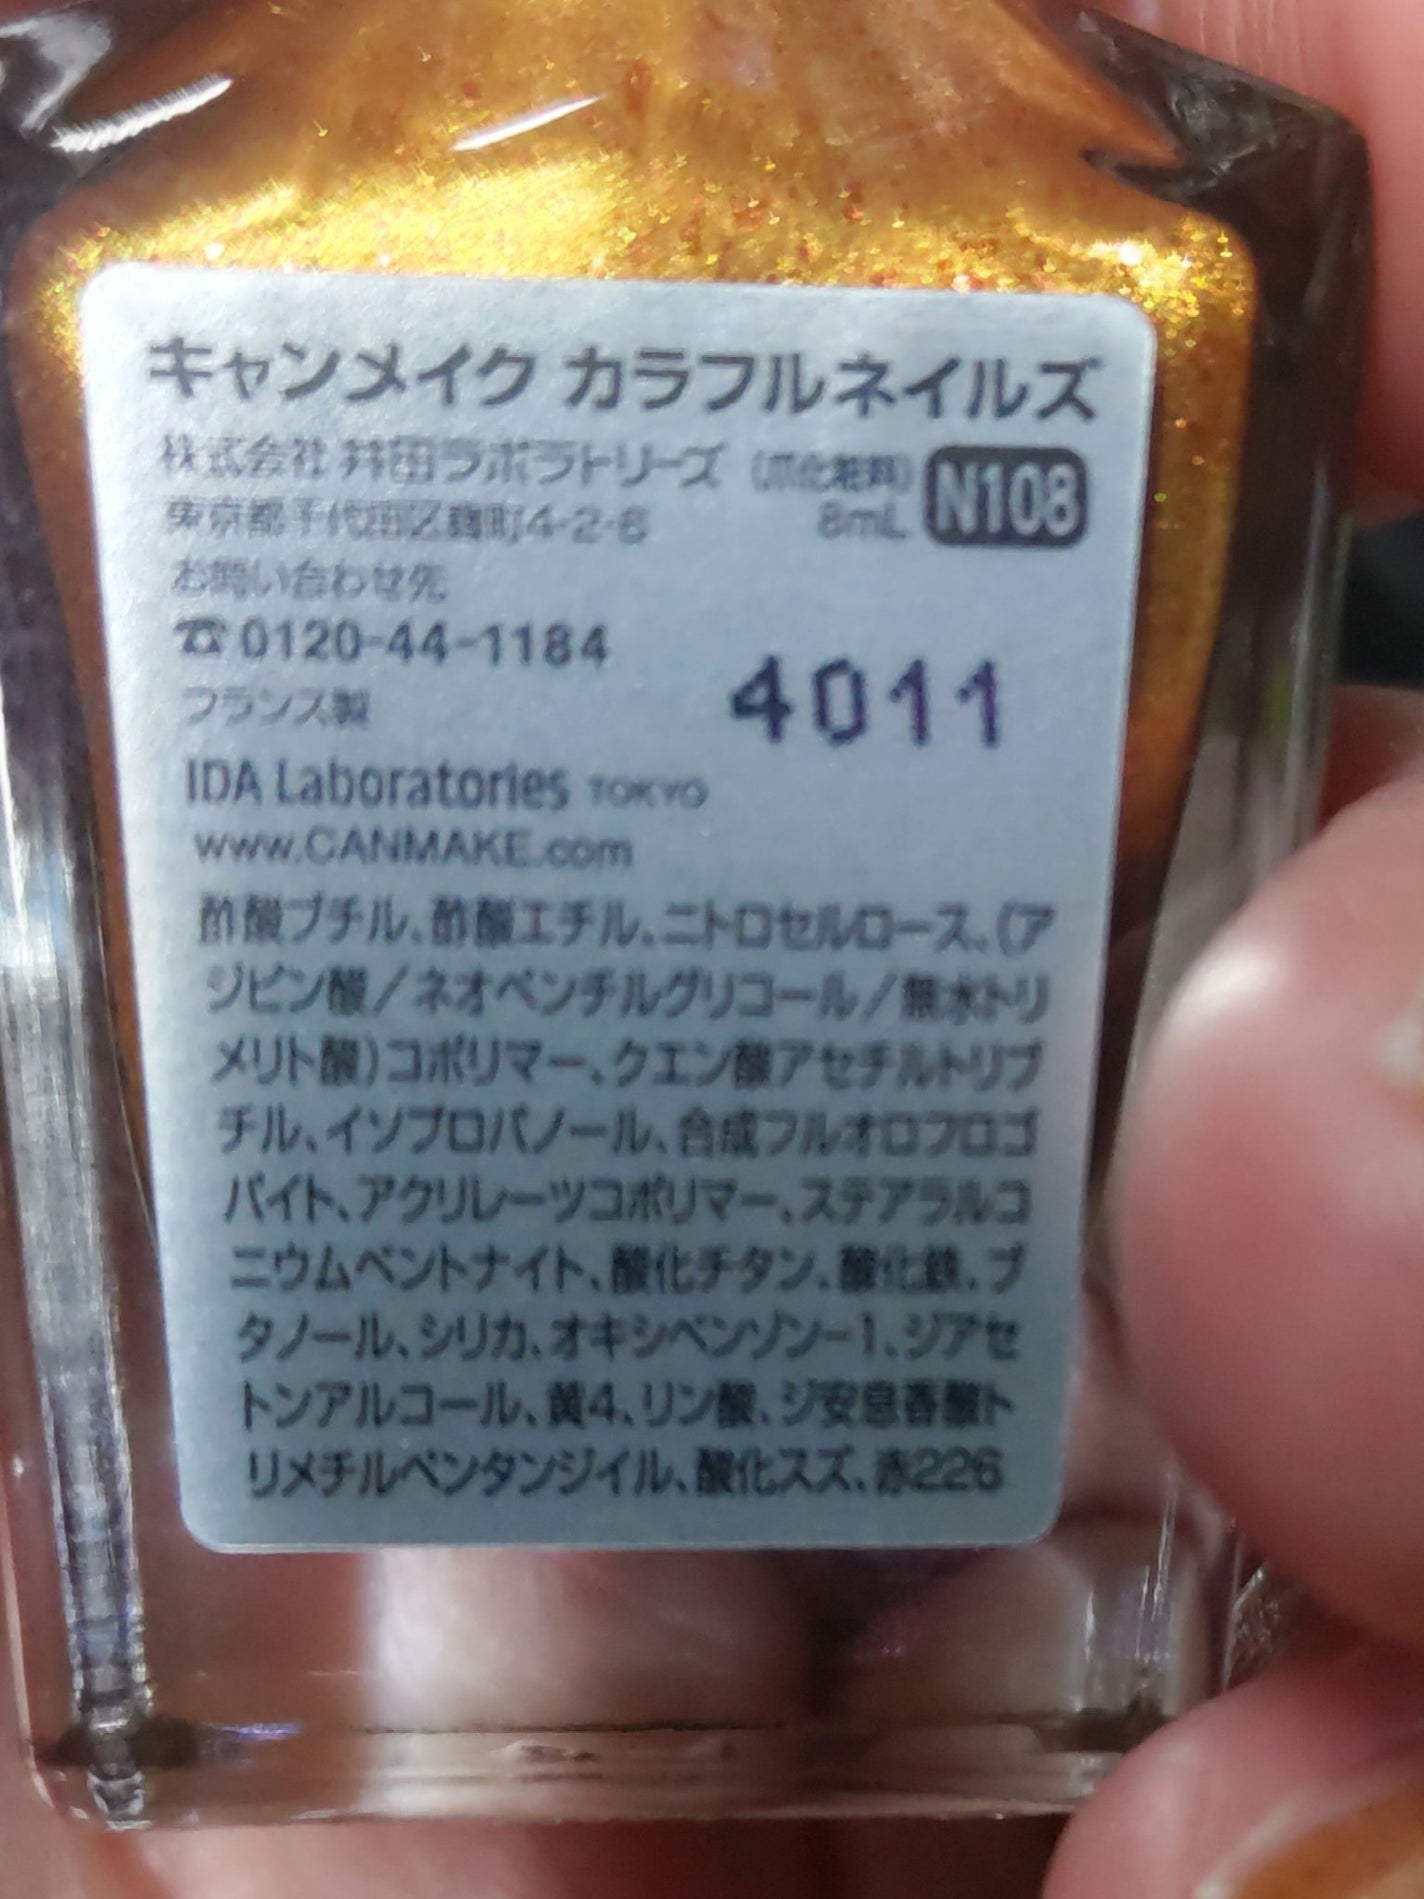 キャンメイク カラフルネイルズ
株式会社 井田ラボラトリーズ (爪化粧料) N108
東京都千代田区麹町4-2-6 8mL
お問い合わせ先
☎0120-44-1184
4011
フランス製
IDA Laboratories TOKYO
www.CANMAKE.com
酢酸ブチル、酢酸エチル、ニトロセルロース、(ア
ジピン酸/ネオペンチルグリコール/無水トリ
メリト酸)コポリマー、クエン酸アセチルトリブ
チル、イソプロパノール、合成フルオロフロゴ
パイト、アクリレーツコポリマー、ステアラルコ
ニウムベントナイト、酸化チタン、酸化鉄、ブ
タノール、シリカ、オキシベンゾン-1、ジアセ
トンアルコール、黄4、リン酸、ジ安息香酸ト
リメチルペンタンジイル、酸化スズ、赤226